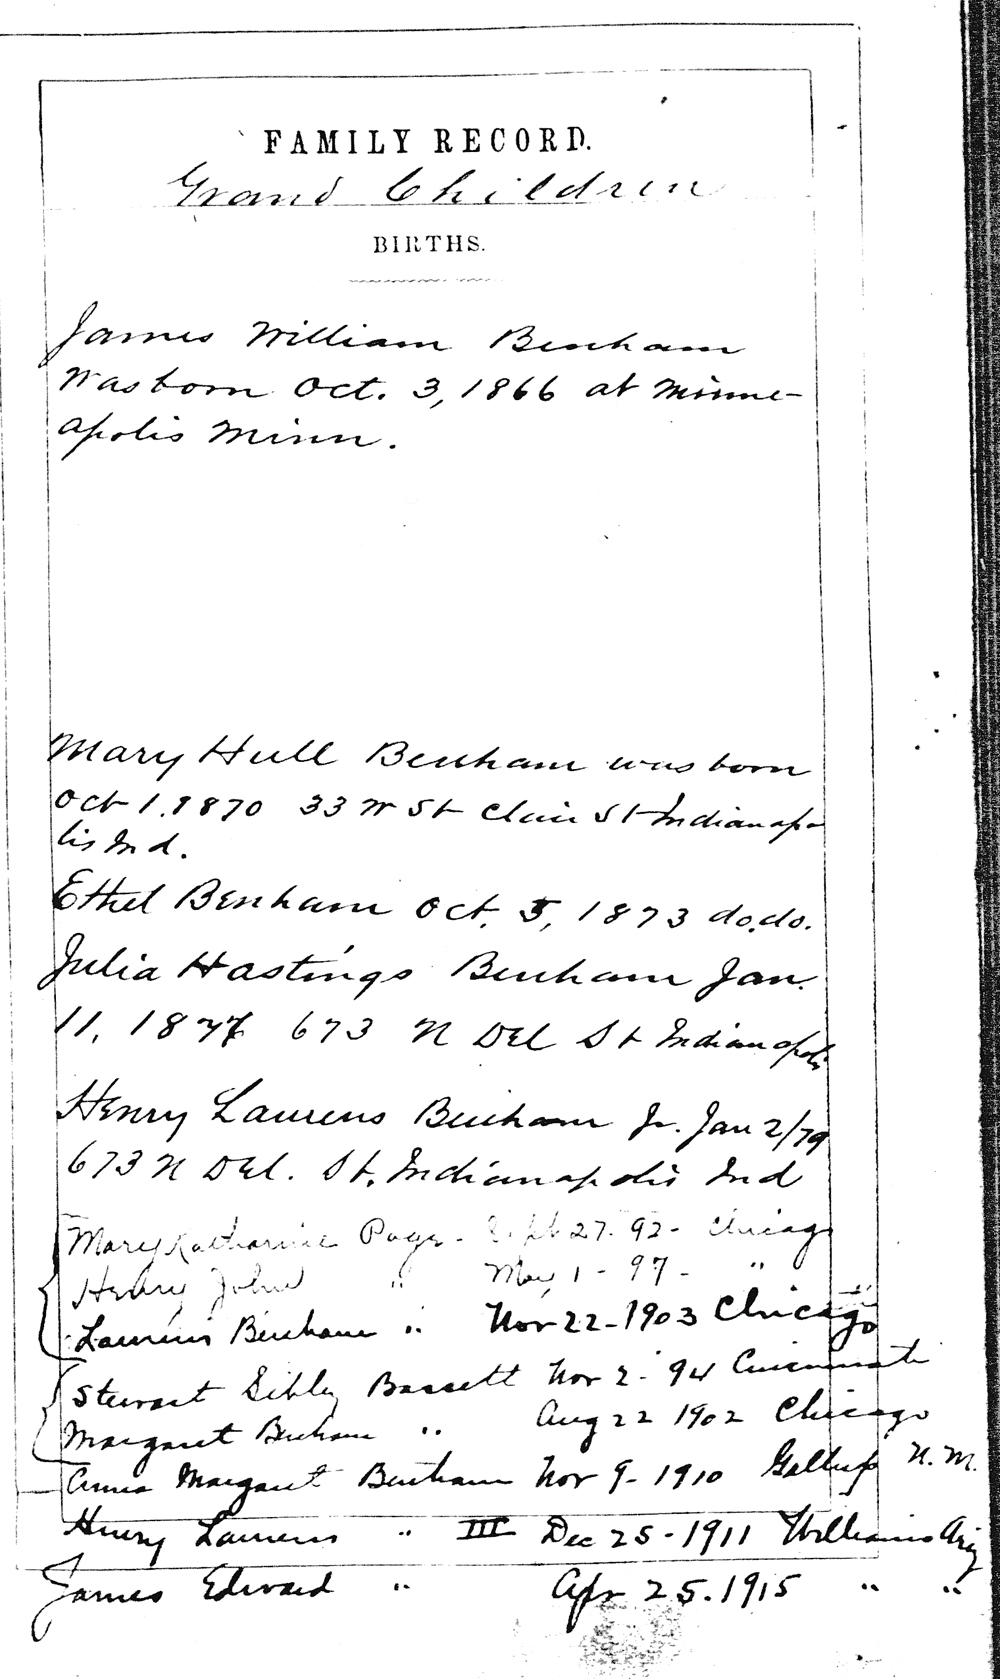 FAMILY RECORD.
Grand Children
BIRTHS.
James William Benham
Was born Oct. 3, 1866 at Minne-
apolis Minn.
Mary Hull Benham was born
Oct 1. 1870 33 W St Clair St Indianapo
lis Ind.
Ethel Benham Oct. 5, 1873 do.do.
Julia Hastings Benham Jan.
11, 1877 673 N Del St Indianapolis
Henry Laurens Benham Jr. Jan 2/79
673 N Del. St. Indianapolis Ind
Mary Katharine Page - Sept 27. 92 - Chicago
Henry John " May 1 - 97 - "
Laurens Benham " Nov 22 - 1903 Chicago
Stewart Sibley Bassett Nov 2 - 94 Cincinnati
Margaret Benham " Aug 22 1902 Chicago
Anna Margaret Benham Nov 9 - 1910 Gallup N.M.
Henry Laurens " III Dec 25 - 1911 Williams Ariz
James Edward " Apr 25. 1915 " "